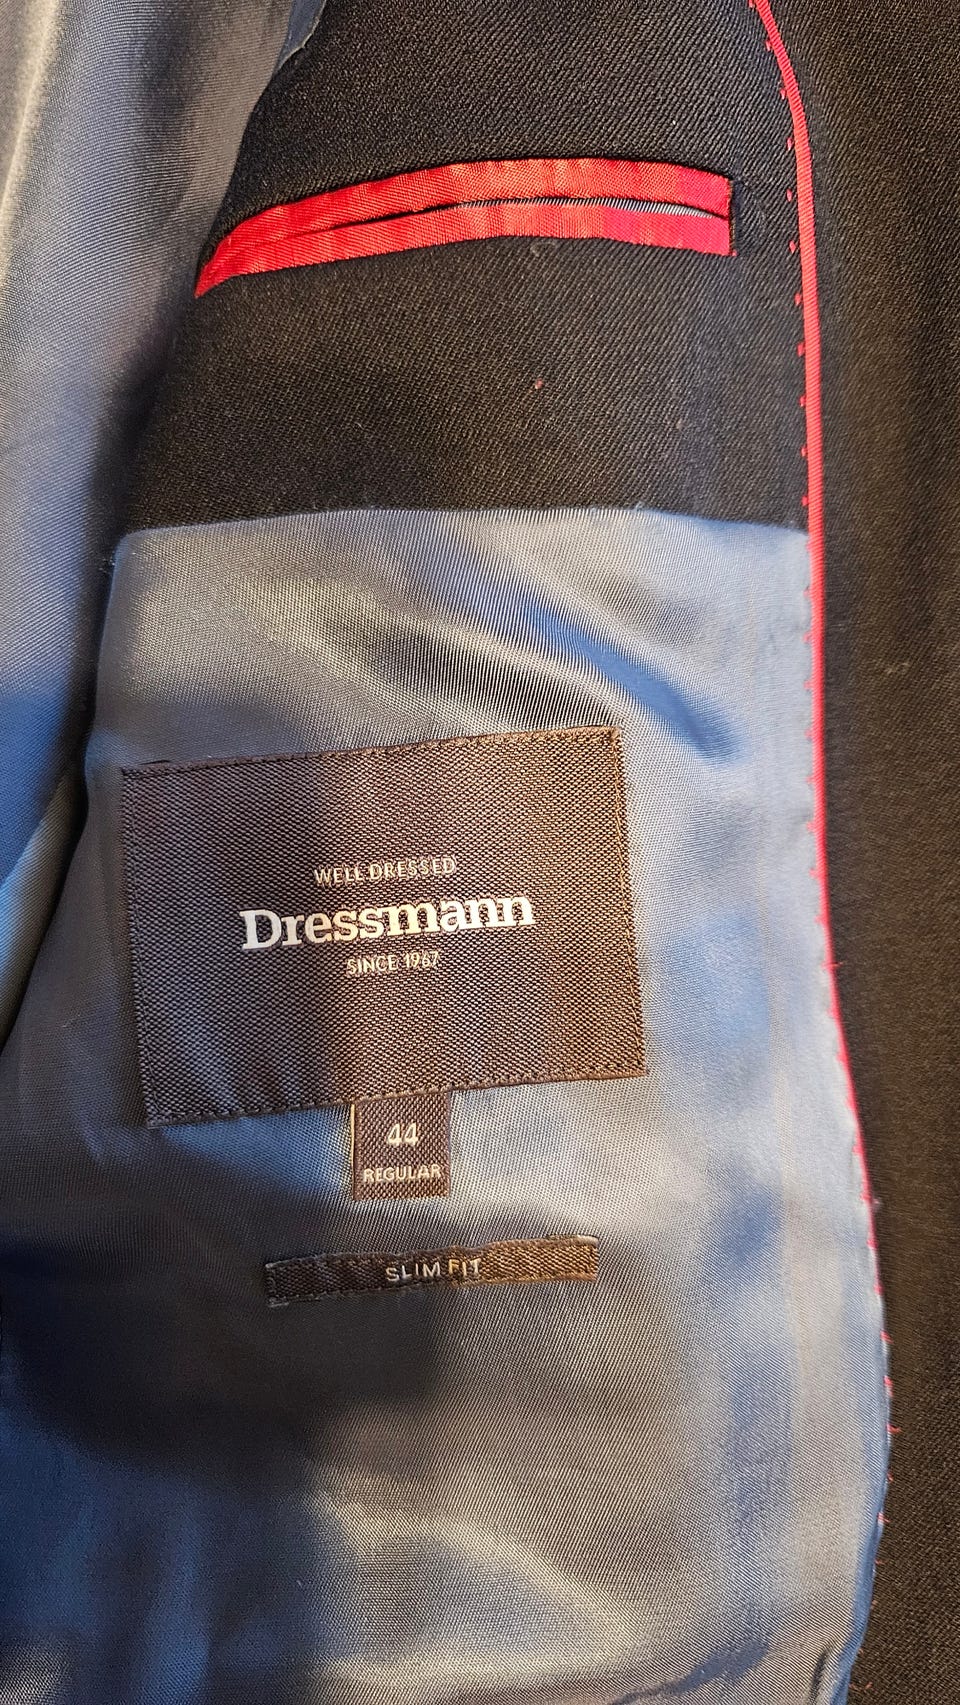 WELL DRESSED
Dressmann
SINCE 1967
44
REGULAR
SLIM FIT